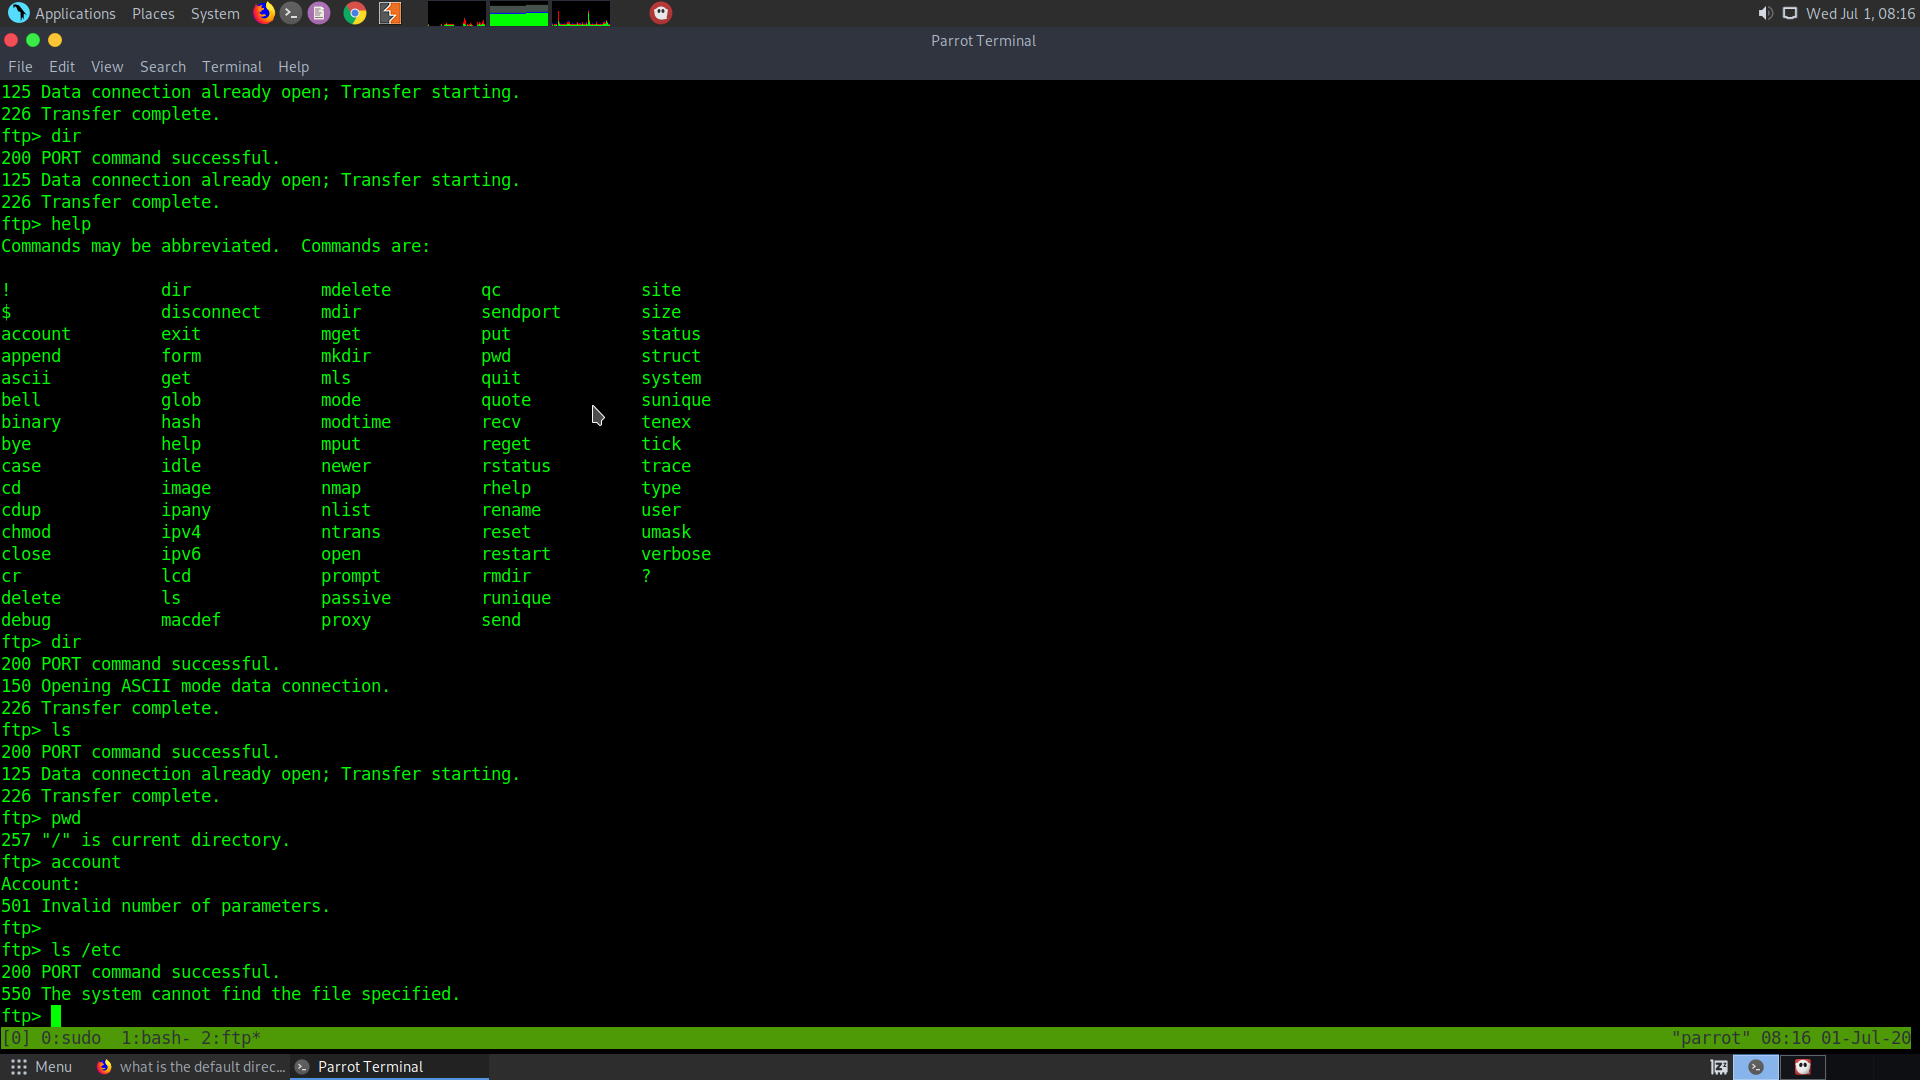 Applications Places System Wed Jul 1, 08:16
Parrot Terminal
File Edit View Search Terminal Help
125 Data connection already open; Transfer starting.
226 Transfer complete.
ftp> dir
200 PORT command successful.
125 Data connection already open; Transfer starting.
226 Transfer complete.
ftp> help
Commands may be abbreviated.  Commands are:
! dir mdelete qc site
$ disconnect mdir sendport size
account exit mget put status
append form mkdir pwd struct
ascii get mls quit system
bell glob mode quote sunique
binary hash modtime recv tenex
bye help mput reget tick
case idle newer rstatus trace
cd image nmap rhelp type
cdup ipany nlist rename user
chmod ipv4 ntrans reset umask
close ipv6 open restart verbose
cr lcd prompt rmdir ?
delete ls passive runique
debug macdef proxy send
ftp> dir
200 PORT command successful.
150 Opening ASCII mode data connection.
226 Transfer complete.
ftp> ls
200 PORT command successful.
125 Data connection already open; Transfer starting.
226 Transfer complete.
ftp> pwd
257 "/" is current directory.
ftp> account
Account:
501 Invalid number of parameters.
ftp>
ftp> ls /etc
200 PORT command successful.
550 The system cannot find the file specified.
ftp>
[0] 0:sudo  1:bash- 2:ftp* "parrot" 08:16 01-Jul-20
Menu what is the default direc... Parrot Terminal